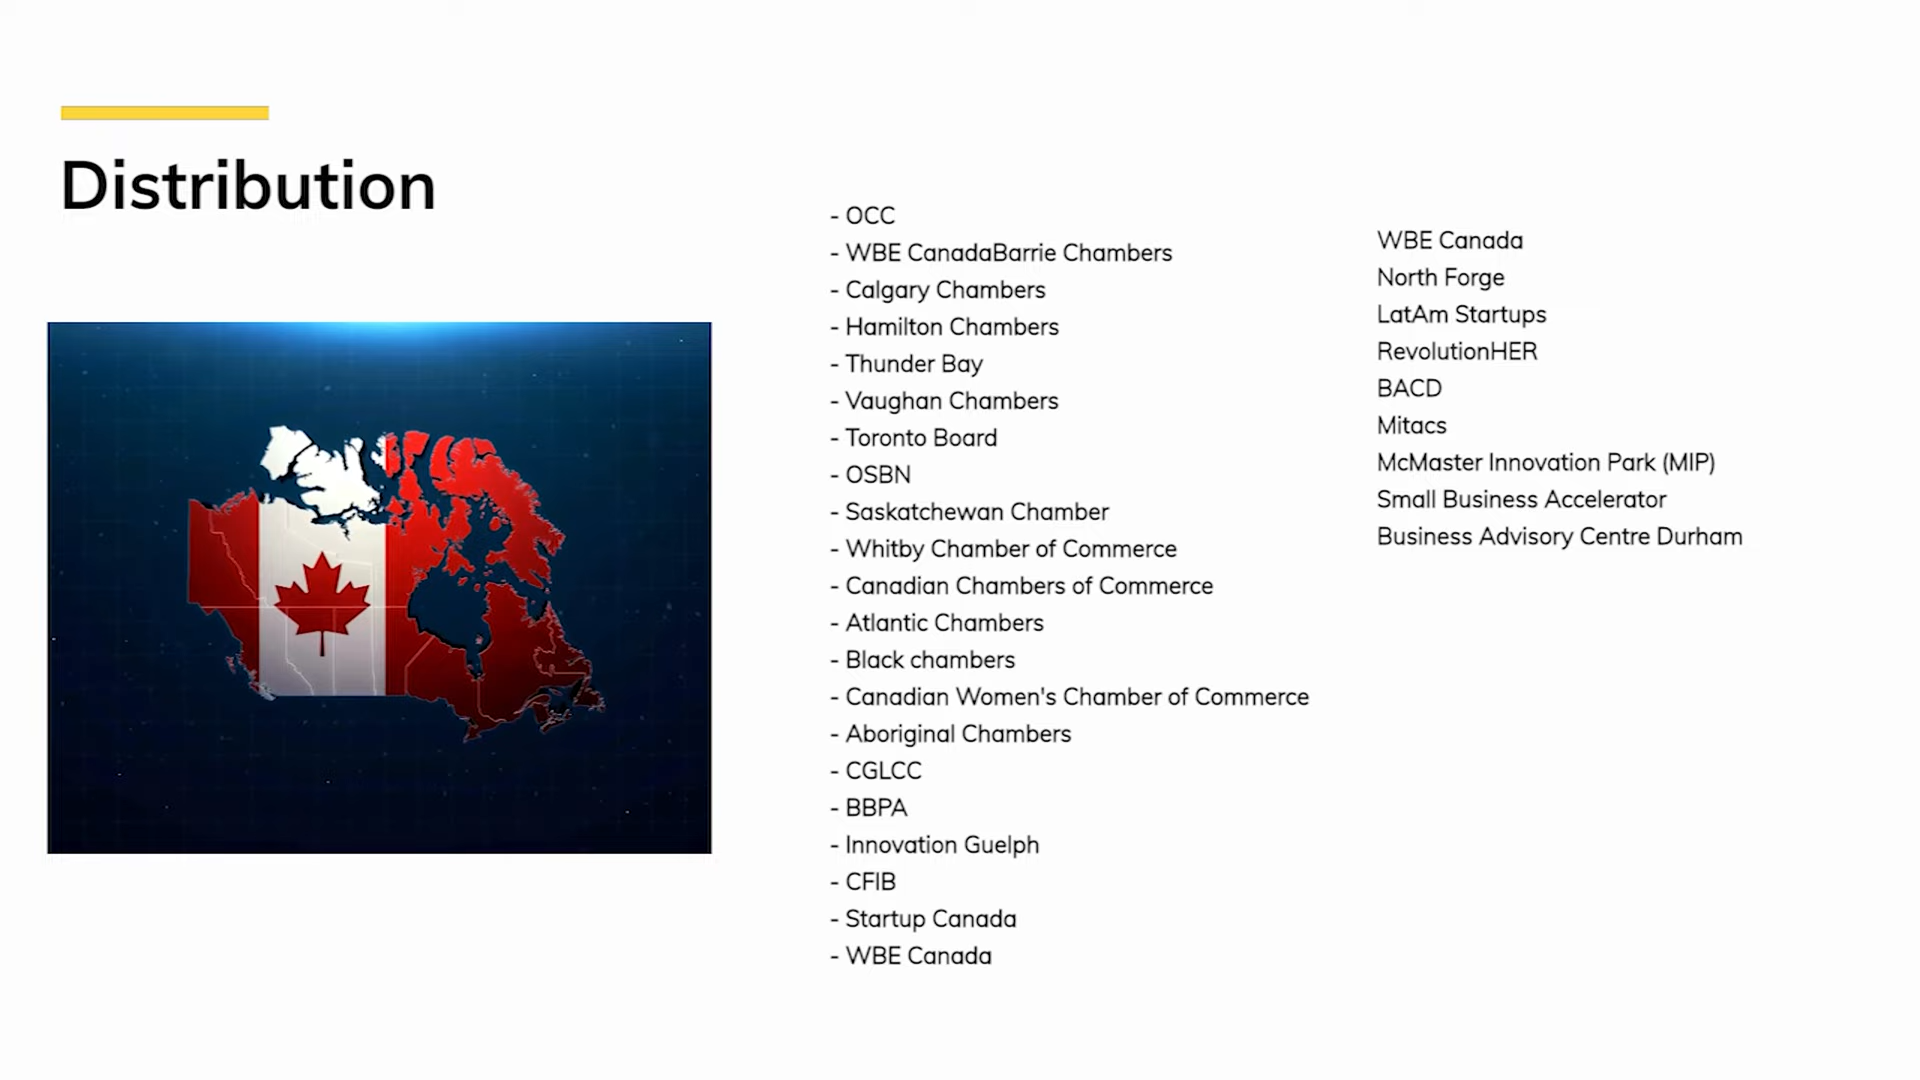 Distribution
- OCC
- WBE CanadaBarrie Chambers
- Calgary Chambers
- Hamilton Chambers
- Thunder Bay
- Vaughan Chambers
- Toronto Board
- OSBN
- Saskatchewan Chamber
- Whitby Chamber of Commerce
- Canadian Chambers of Commerce
- Atlantic Chambers
- Black chambers
- Canadian Women's Chamber of Commerce
- Aboriginal Chambers
- CGLCC
- BBPA
- Innovation Guelph
- CFIB
- Startup Canada
- WBE Canada
WBE Canada
North Forge
LatAm Startups
RevolutionHER
BACD
Mitacs
McMaster Innovation Park (MIP)
Small Business Accelerator
Business Advisory Centre Durham